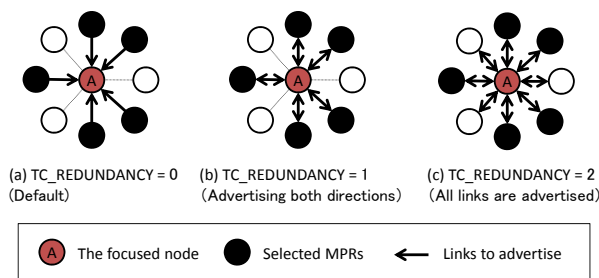 A
A
A
(a) TC_REDUNDANCY = 0
(Default)
(b) TC_REDUNDANCY = 1
(Advertising both directions)
(c) TC_REDUNDANCY = 2
(All links are advertised)
A The focused node
Selected MPRs
Links to advertise